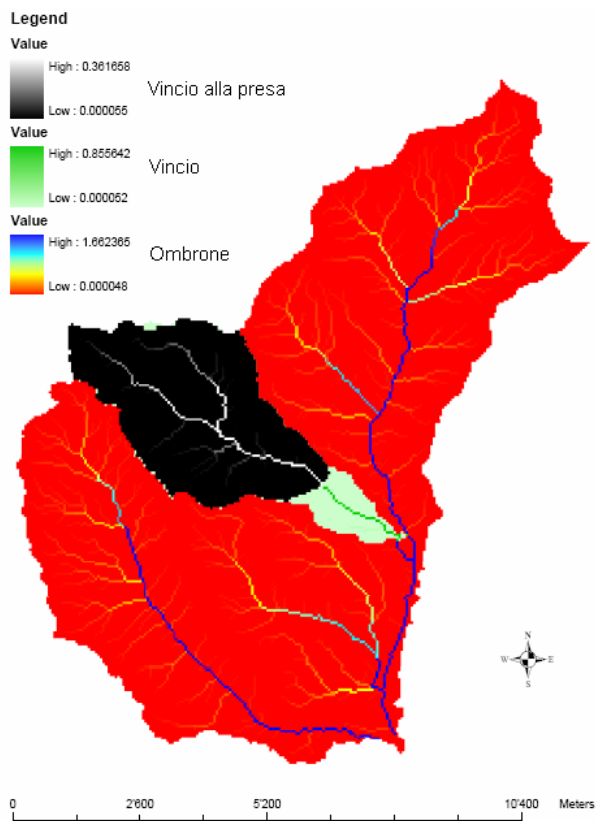 Legend
Value
High : 0.361658
Vincio alla presa
Low : 0.000055
Value
High : 0.855642
Vincio
Low : 0.000052
Value
High : 1.662365
Ombrone
Low : 0.000048
N
W E
S
0 2'600 5'200 10'400 Meters